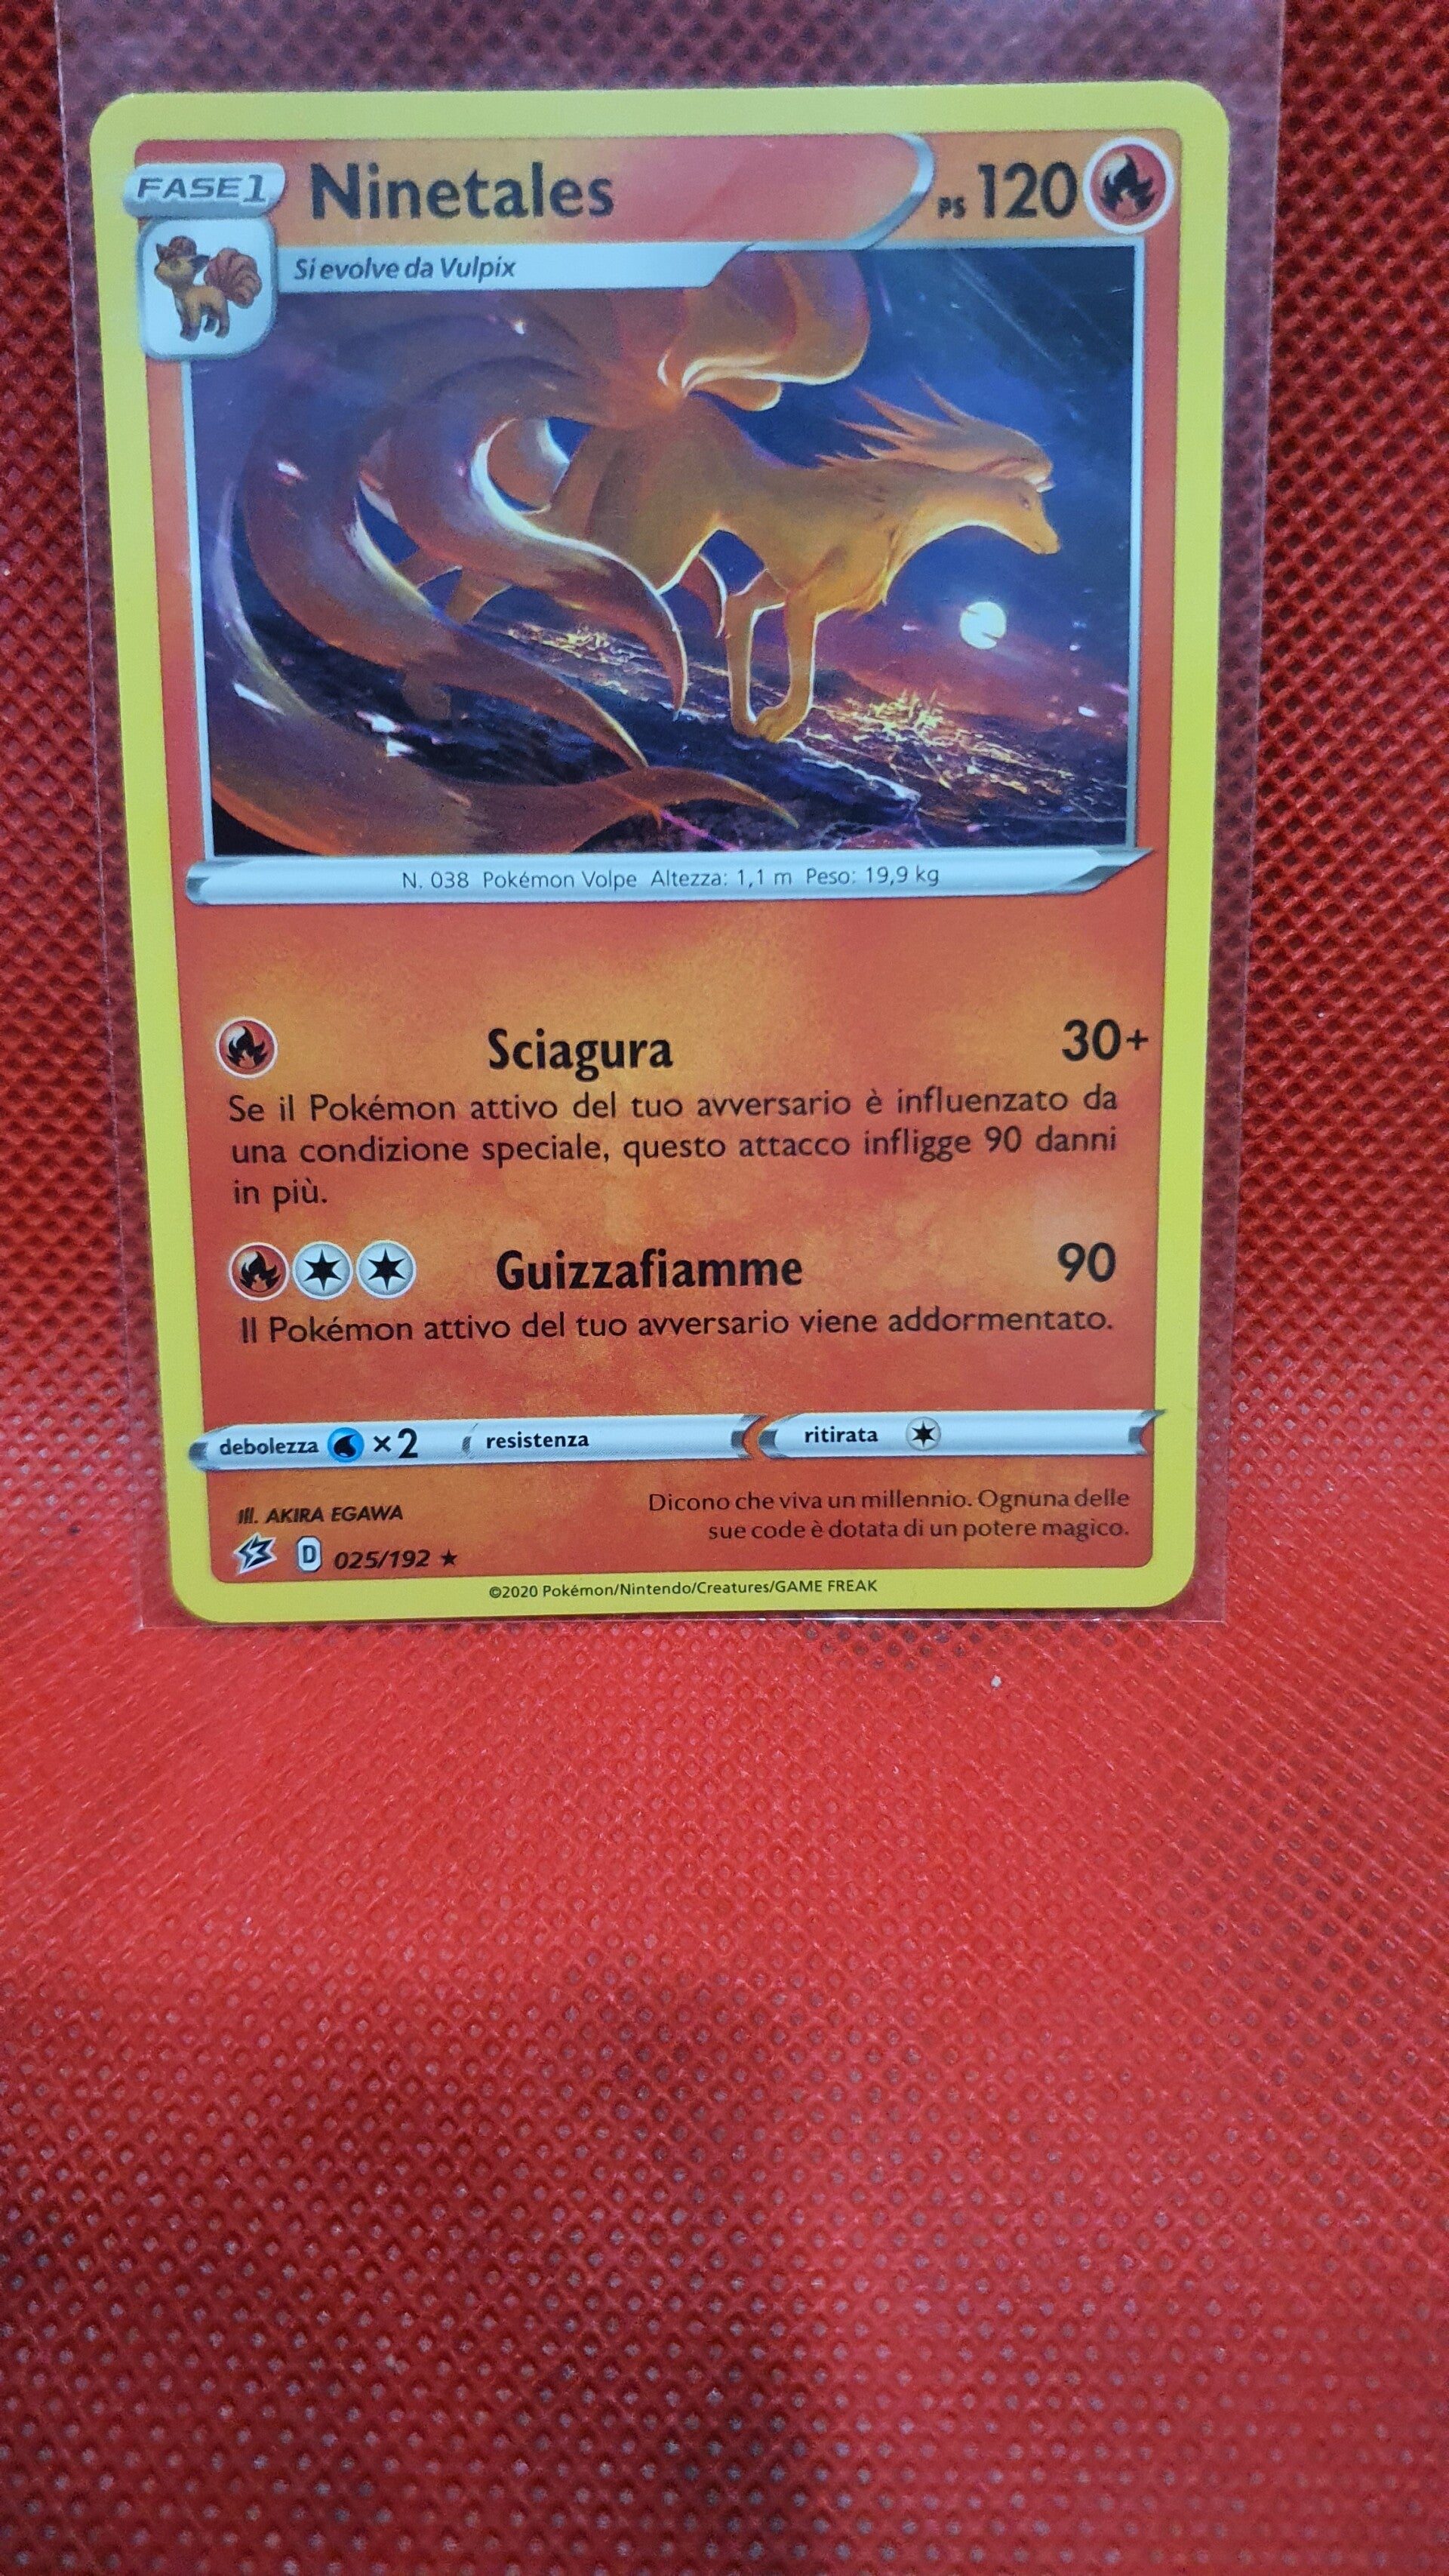 FASE 1 Ninetales PS 120
Si evolve da Vulpix
N. 038 Pokémon Volpe Altezza: 1,1 m Peso: 19,9 kg
Sciagura 30+
Se il Pokémon attivo del tuo avversario è influenzato da
una condizione speciale, questo attacco infligge 90 danni
in più.
Guizzafiamme 90
Il Pokémon attivo del tuo avversario viene addormentato.
debolezza ×2 resistenza ritirata
Ill. AKIRA EGAWA
Dicono che viva un millennio. Ognuna delle
sue code è dotata di un potere magico.
D 025/192 ★
©2020 Pokémon/Nintendo/Creatures/GAME FREAK